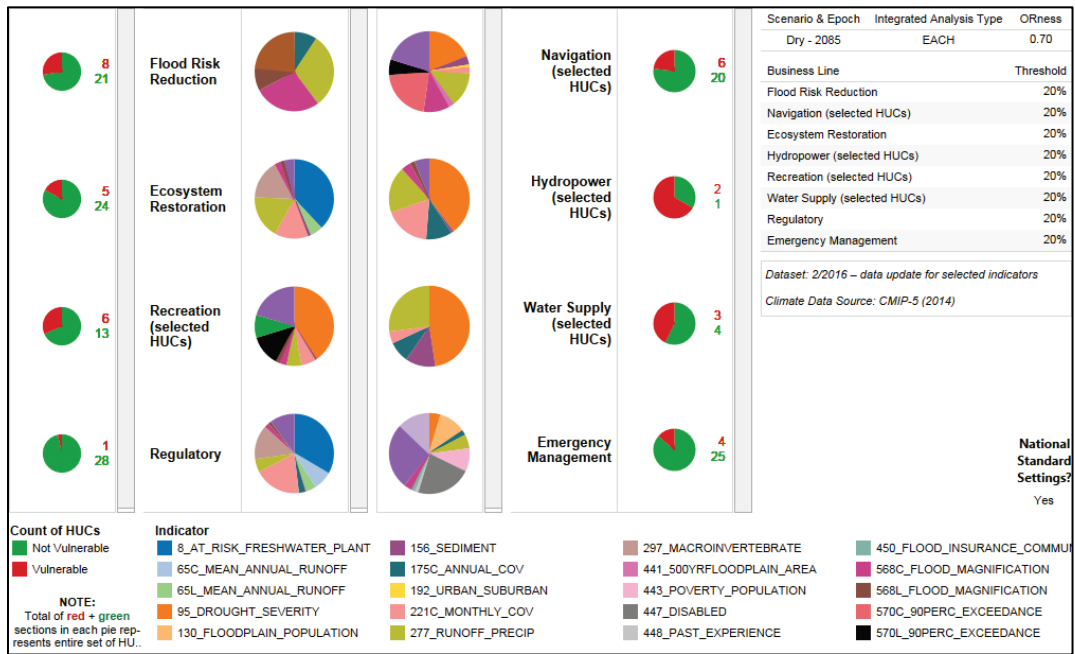 8
21
Flood Risk
Reduction
Navigation
(selected
HUCs)
6
20
5
24
Ecosystem
Restoration
Hydropower
(selected
HUCs)
2
1
6
13
Recreation
(selected
HUCs)
Water Supply
(selected
HUCs)
3
4
1
28
Regulatory
Emergency
Management
4
25
Scenario & Epoch Integrated Analysis Type ORness
Dry - 2085 EACH 0.70
Business Line Threshold
Flood Risk Reduction 20%
Navigation (selected HUCs) 20%
Ecosystem Restoration 20%
Hydropower (selected HUCs) 20%
Recreation (selected HUCs) 20%
Water Supply (selected HUCs) 20%
Regulatory 20%
Emergency Management 20%
Dataset: 2/2016 – data update for selected indicators
Climate Data Source: CMIP-5 (2014)
National
Standard
Settings?
Yes
Count of HUCs
Not Vulnerable
Vulnerable
NOTE:
Total of red + green
sections in each pie rep-
resents entire set of HU..
Indicator
8_AT_RISK_FRESHWATER_PLANT
65C_MEAN_ANNUAL_RUNOFF
65L_MEAN_ANNUAL_RUNOFF
95_DROUGHT_SEVERITY
130_FLOODPLAIN_POPULATION
156_SEDIMENT
175C_ANNUAL_COV
192_URBAN_SUBURBAN
221C_MONTHLY_COV
277_RUNOFF_PRECIP
297_MACROINVERTEBRATE
441_500YRFLOODPLAIN_AREA
443_POVERTY_POPULATION
447_DISABLED
448_PAST_EXPERIENCE
450_FLOOD_INSURANCE_COMMU
568C_FLOOD_MAGNIFICATION
568L_FLOOD_MAGNIFICATION
570C_90PERC_EXCEEDANCE
570L_90PERC_EXCEEDANCE